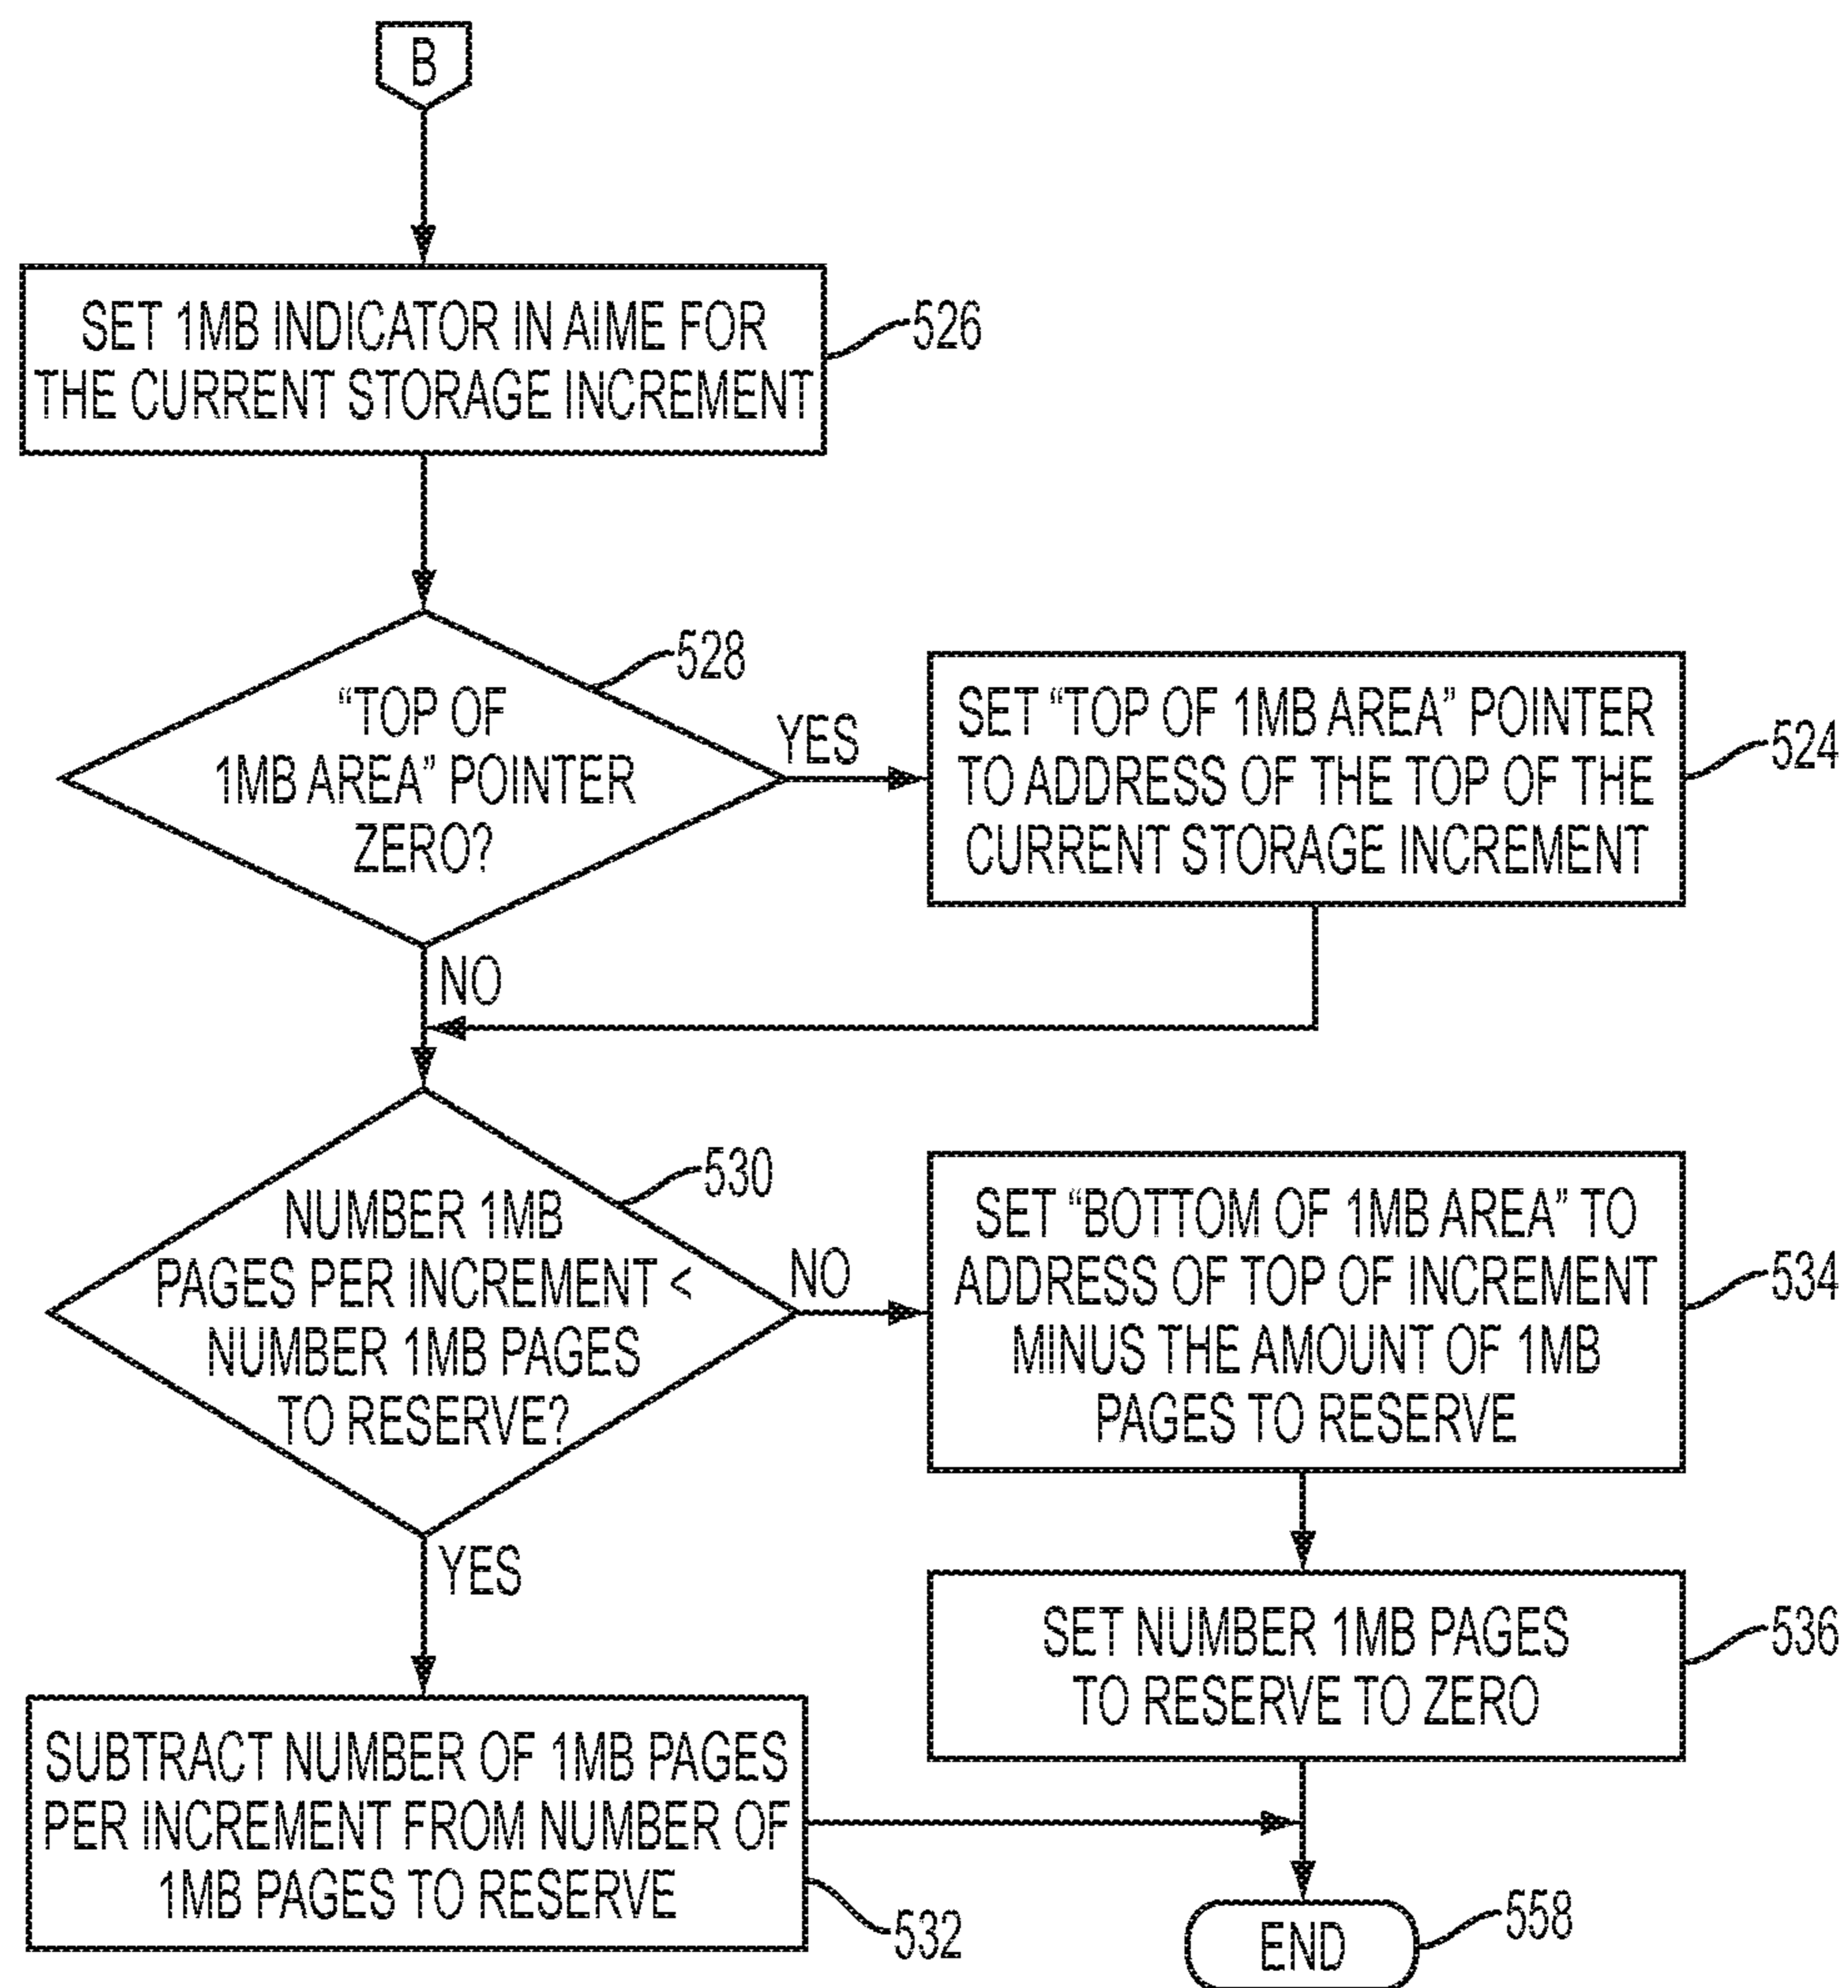 B
SET 1MB INDICATOR IN AIME FOR
THE CURRENT STORAGE INCREMENT
526
528
“TOP OF
1MB AREA” POINTER
ZERO?
YES
SET “TOP OF 1MB AREA” POINTER
TO ADDRESS OF THE TOP OF THE
CURRENT STORAGE INCREMENT
524
NO
530
NUMBER 1MB
PAGES PER INCREMENT <
NUMBER 1MB PAGES
TO RESERVE?
NO
SET “BOTTOM OF 1MB AREA” TO
ADDRESS OF TOP OF INCREMENT
MINUS THE AMOUNT OF 1MB
PAGES TO RESERVE
534
YES
SET NUMBER 1MB PAGES
TO RESERVE TO ZERO
536
SUBTRACT NUMBER OF 1MB PAGES
PER INCREMENT FROM NUMBER OF
1MB PAGES TO RESERVE
532
END
558